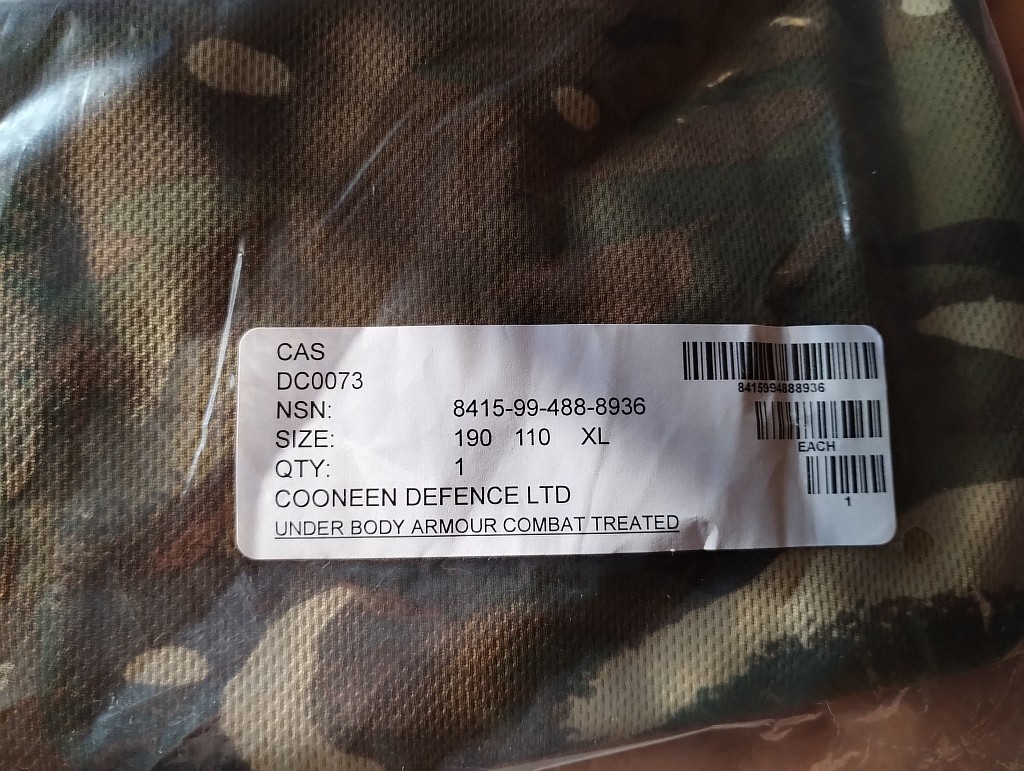 CAS
DC0073
NSN: 8415-99-488-8936
SIZE: 190 110 XL
QTY: 1
COONEEN DEFENCE LTD
UNDER BODY ARMOUR COMBAT TREATED
8415994888936
EACH
1